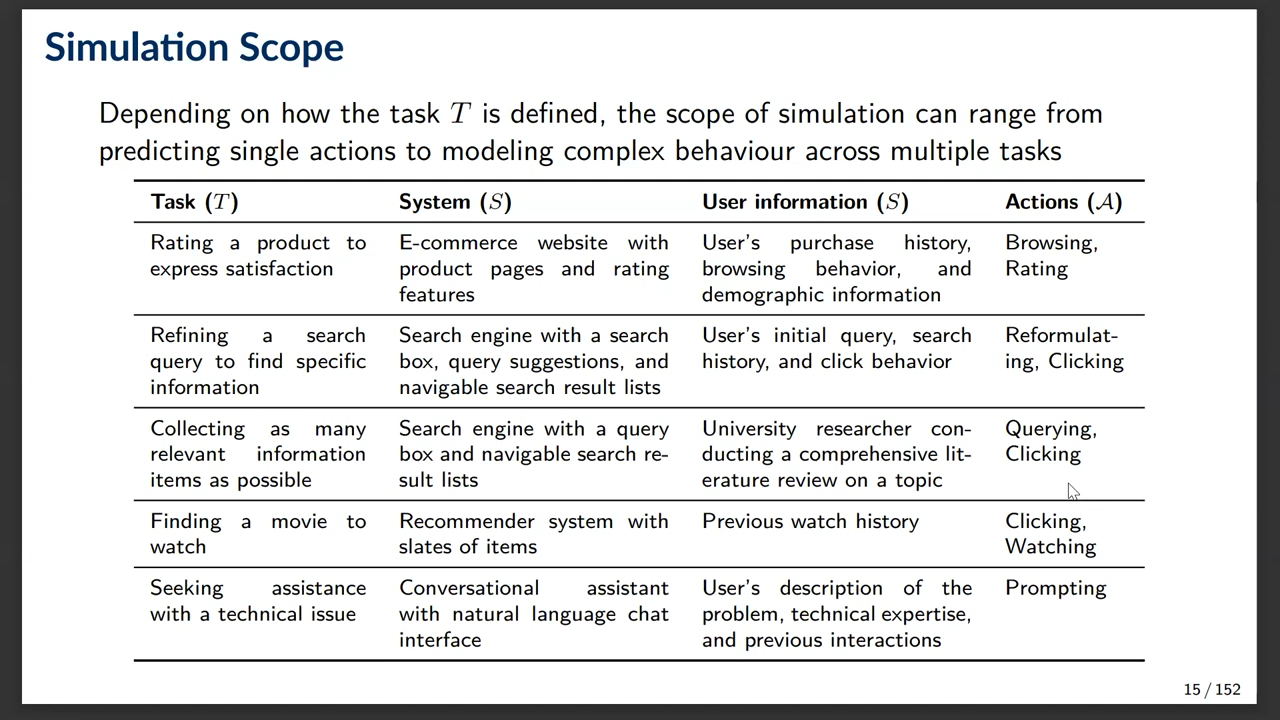 Simulation Scope
Depending on how the task T is defined, the scope of simulation can range from
predicting single actions to modeling complex behaviour across multiple tasks
Task (T) System (S) User information (S) Actions (A)
Rating a product to E-commerce website with User's purchase history, Browsing,
express satisfaction product pages and rating browsing behavior, and Rating
features demographic information
Refining a search Search engine with a search User's initial query, search Reformulat-
query to find specific box, query suggestions, and history, and click behavior ing, Clicking
information navigable search result lists
Collecting as many Search engine with a query University researcher con- Querying,
relevant information box and navigable search re- ducting a comprehensive lit- Clicking
items as possible sult lists erature review on a topic
Finding a movie to Recommender system with Previous watch history Clicking,
watch slates of items Watching
Seeking assistance Conversational assistant User's description of the Prompting
with a technical issue with natural language chat problem, technical expertise,
interface and previous interactions
15 / 152